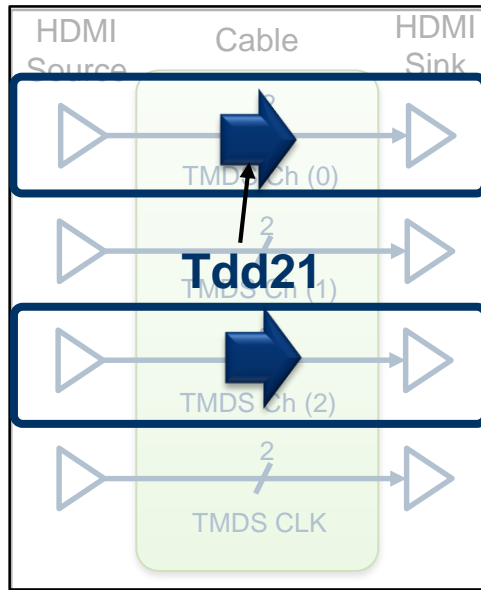 HDMI Source
Cable
HDMI Sink
2
TMDS Ch (0)
2
Tdd21
TMDS Ch (1)
TMDS Ch (2)
2
TMDS CLK